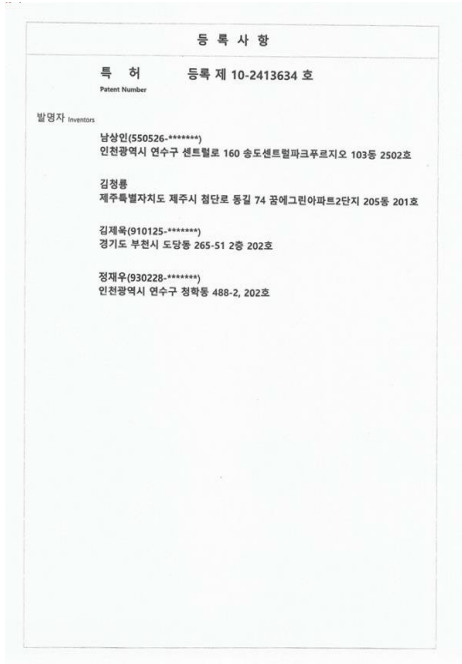 등 록 사 항
특 허 등록 제 10-2413634 호
Patent Number
발명자 Inventors
남상인(550526-*******)
인천광역시 연수구 센트럴로 160 송도센트럴파크푸르지오 103동 2502호
김청룡
제주특별자치도 제주시 첨단로 동길 74 꿈에그린아파트2단지 205동 201호
김제욱(910125-*******)
경기도 부천시 도당동 265-51 2층 202호
정재우(930228-*******)
인천광역시 연수구 청학동 488-2, 202호